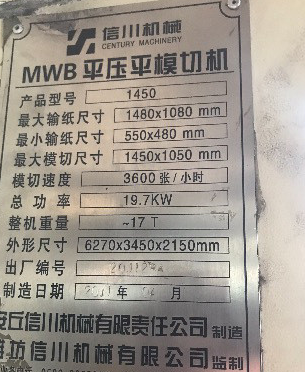 信川机械
CENTURY MACHINERY
MWB 平压平模切机
产品型号 1450
最大输纸尺寸 1480x1080 mm
最小输纸尺寸 550x480 mm
最大模切尺寸 1450x1050 mm
模切速度 3600 张/小时
总功率 19.7KW
整机重量 ~17 T
外形尺寸 6270x3450x2150mm
出厂编号
制造日期 年 月
安丘信川机械有限责任公司 制造
潍坊信川机械有限公司 监制